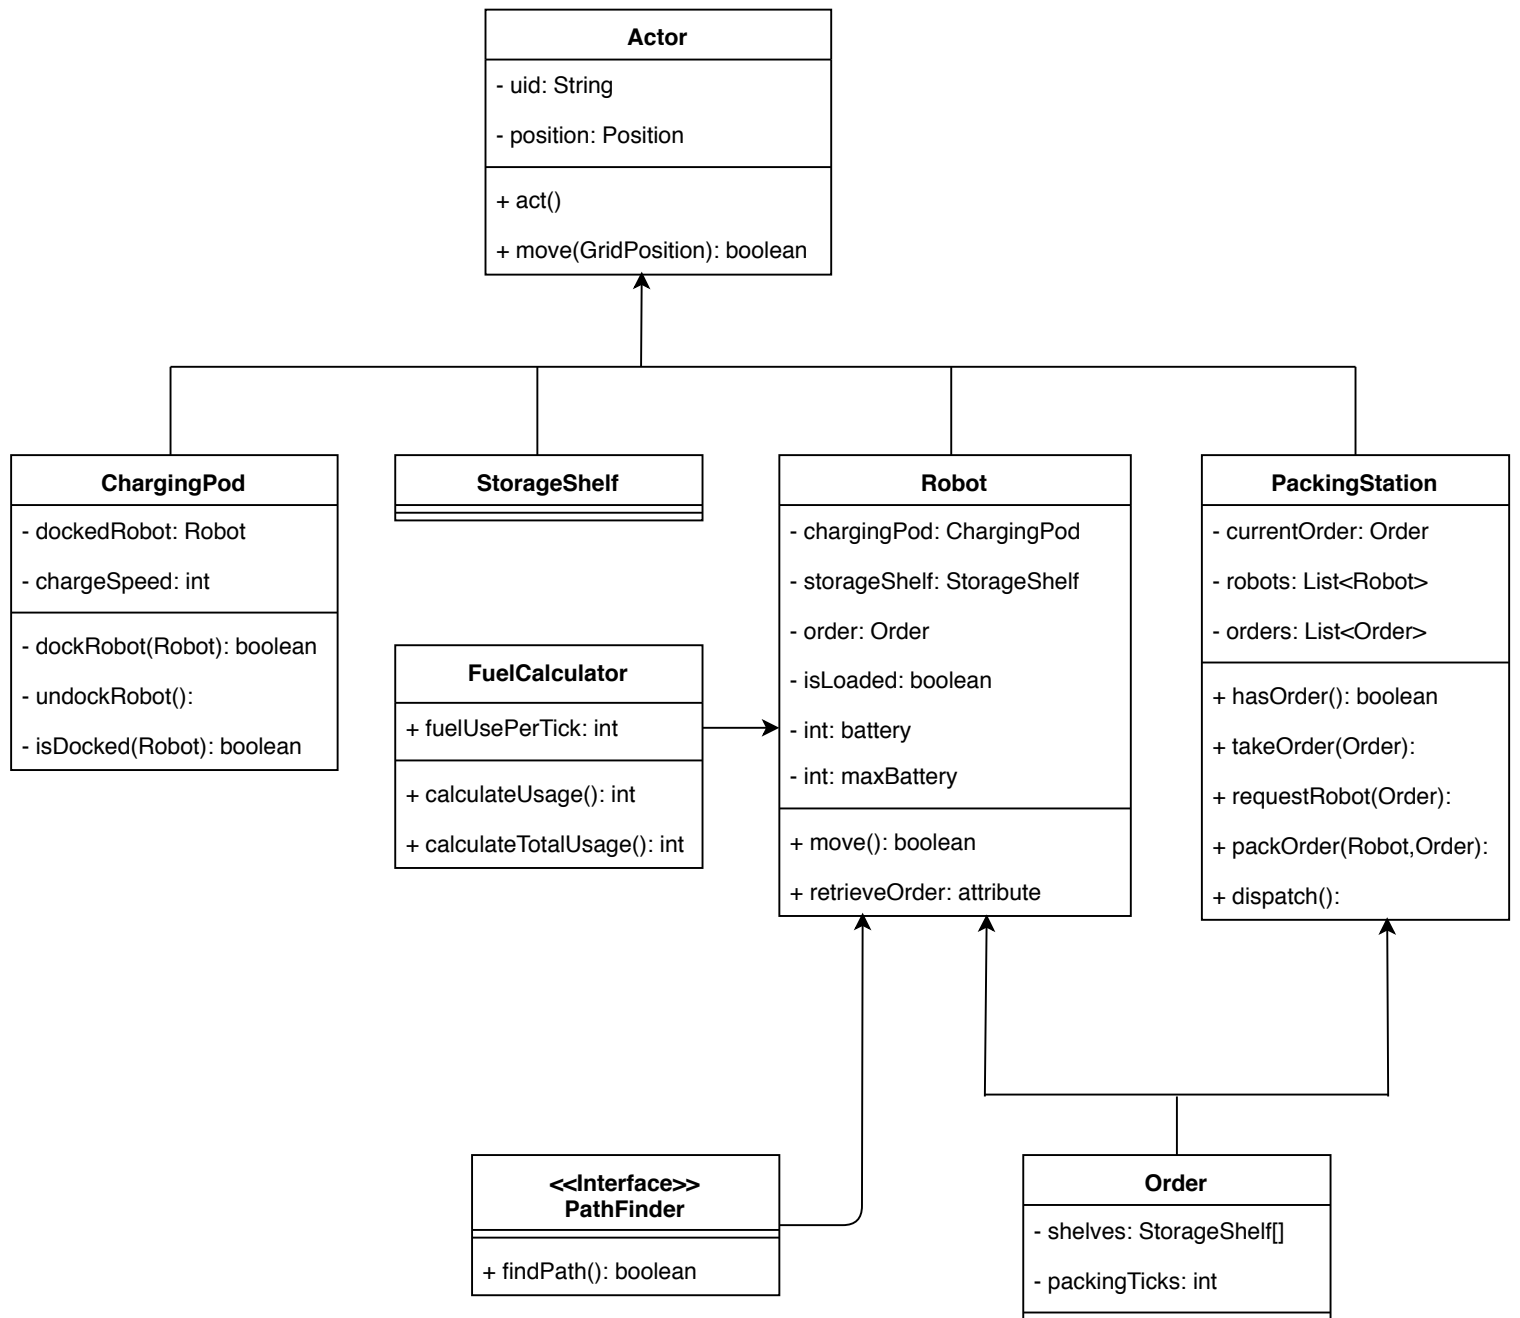 Actor
- uid: String
- position: Position
+ act()
+ move(GridPosition): boolean
ChargingPod
- dockedRobot: Robot
- chargeSpeed: int
- dockRobot(Robot): boolean
- undockRobot():
- isDocked(Robot): boolean
StorageShelf
FuelCalculator
+ fuelUsePerTick: int
+ calculateUsage(): int
+ calculateTotalUsage(): int
Robot
- chargingPod: ChargingPod
- storageShelf: StorageShelf
- order: Order
- isLoaded: boolean
- int: battery
- int: maxBattery
+ move(): boolean
+ retrieveOrder: attribute
PackingStation
- currentOrder: Order
- robots: List<Robot>
- orders: List<Order>
+ hasOrder(): boolean
+ takeOrder(Order):
+ requestRobot(Order):
+ packOrder(Robot,Order):
+ dispatch():
<<Interface>>
PathFinder
+ findPath(): boolean
Order
- shelves: StorageShelf[]
- packingTicks: int